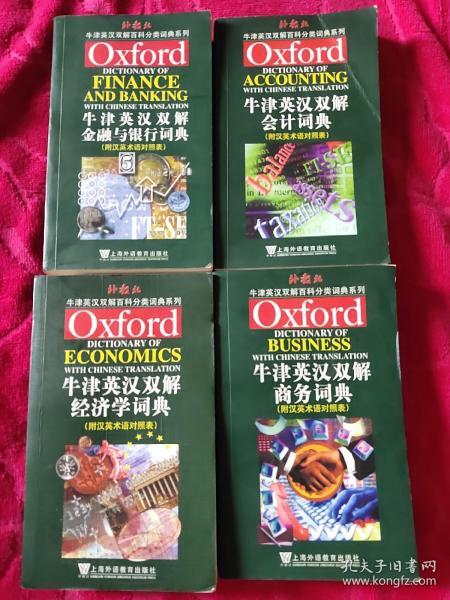 外教社
牛津英汉双解百科分类词典系列
Oxford
DICTIONARY OF
FINANCE
AND BANKING
WITH CHINESE TRANSLATION
牛津英汉双解
金融与银行词典
(附汉英术语对照表)
FT-SE
上海外语教育出版社
外教社
牛津英汉双解百科分类词典系列
Oxford
DICTIONARY OF
ACCOUNTING
WITH CHINESE TRANSLATION
牛津英汉双解
会计词典
(附汉英术语对照表)
balance
FT-SE
assets
taxation
上海外语教育出版社
外教社
牛津英汉双解百科分类词典系列
Oxford
DICTIONARY OF
ECONOMICS
WITH CHINESE TRANSLATION
牛津英汉双解
经济学词典
(附汉英术语对照表)
上海外语教育出版社
外教社
牛津英汉双解百科分类词典系列
Oxford
DICTIONARY OF
BUSINESS
WITH CHINESE TRANSLATION
牛津英汉双解
商务词典
(附汉英术语对照表)
上海外语教育出版社
孔夫子旧书网
www.kongfz.com